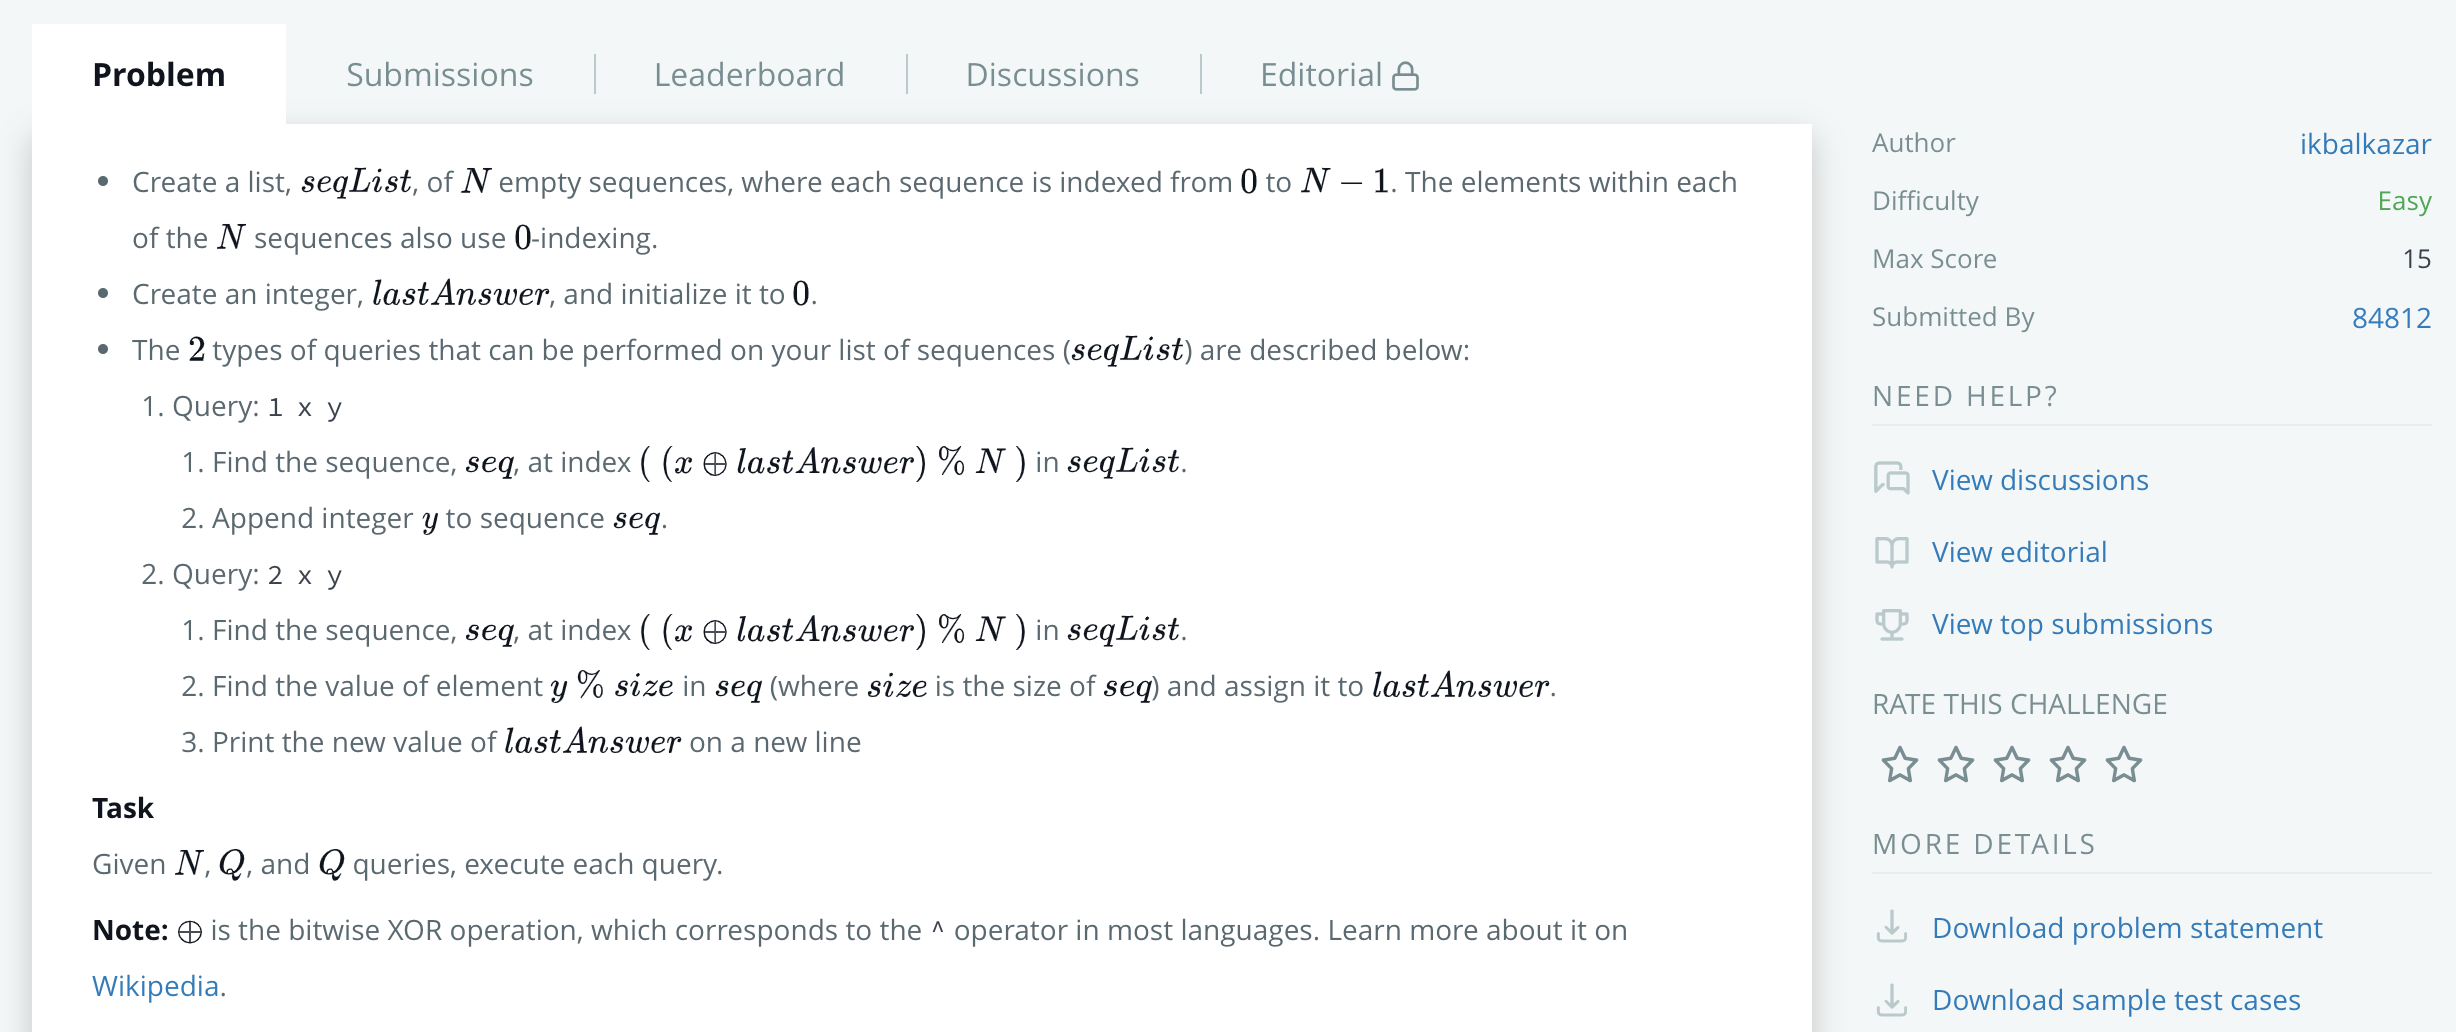 Problem
Submissions
Leaderboard
Discussions
Editorial
• Create a list, seqList, of N empty sequences, where each sequence is indexed from 0 to N − 1. The elements within each
of the N sequences also use 0-indexing.
• Create an integer, lastAnswer, and initialize it to 0.
• The 2 types of queries that can be performed on your list of sequences (seqList) are described below:
1. Query: 1 x y
1. Find the sequence, seq, at index ( (x ⊕ lastAnswer) % N ) in seqList.
2. Append integer y to sequence seq.
2. Query: 2 x y
1. Find the sequence, seq, at index ( (x ⊕ lastAnswer) % N ) in seqList.
2. Find the value of element y % size in seq (where size is the size of seq) and assign it to lastAnswer.
3. Print the new value of lastAnswer on a new line
Task
Given N, Q, and Q queries, execute each query.
Note: ⊕ is the bitwise XOR operation, which corresponds to the ^ operator in most languages. Learn more about it on
Wikipedia.
Author ikbalkazar
Difficulty Easy
Max Score 15
Submitted By 84812
NEED HELP?
View discussions
View editorial
View top submissions
RATE THIS CHALLENGE
MORE DETAILS
Download problem statement
Download sample test cases